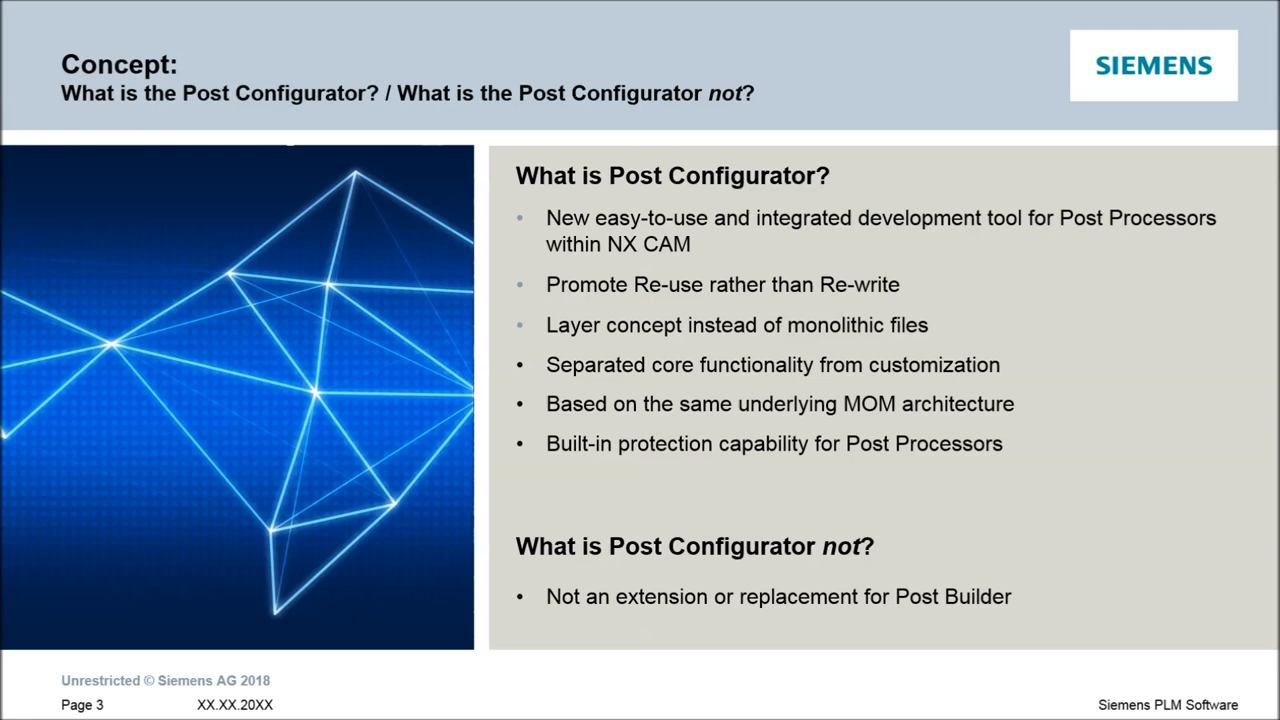 Concept:
What is the Post Configurator? / What is the Post Configurator not?
SIEMENS
What is Post Configurator?
• New easy-to-use and integrated development tool for Post Processors
within NX CAM
• Promote Re-use rather than Re-write
• Layer concept instead of monolithic files
• Separated core functionality from customization
• Based on the same underlying MOM architecture
• Built-in protection capability for Post Processors
What is Post Configurator not?
• Not an extension or replacement for Post Builder
Unrestricted © Siemens AG 2018
Page 3 XX.XX.20XX Siemens PLM Software